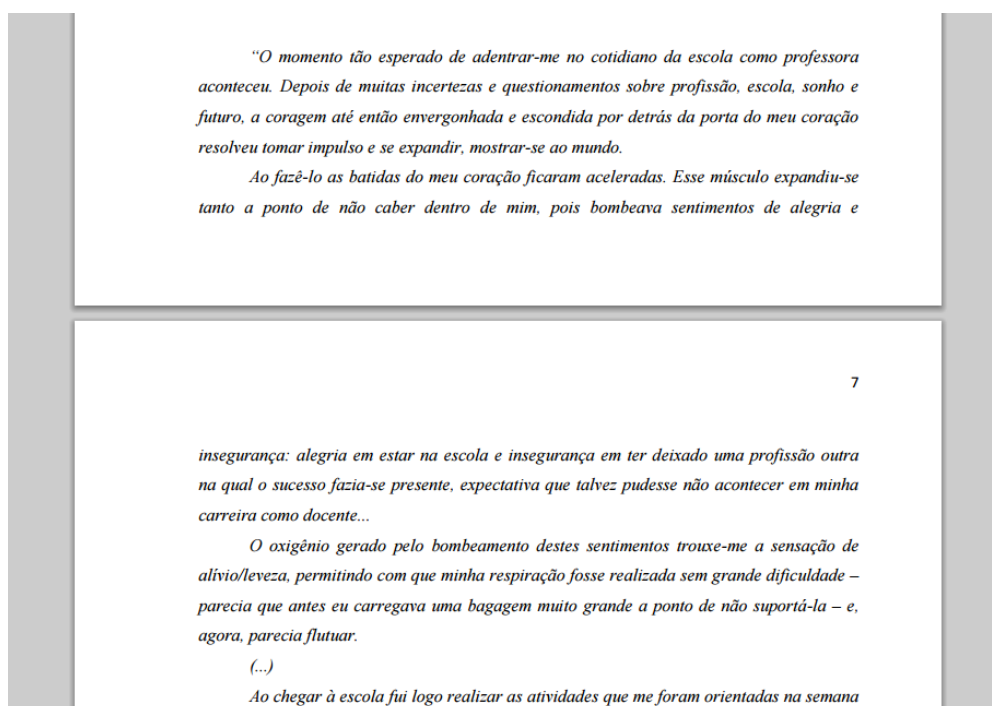 “O momento tão esperado de adentrar-me no cotidiano da escola como professora
aconteceu. Depois de muitas incertezas e questionamentos sobre profissão, escola, sonho e
futuro, a coragem até então envergonhada e escondida por detrás da porta do meu coração
resolveu tomar impulso e se expandir, mostrar-se ao mundo.
Ao fazê-lo as batidas do meu coração ficaram aceleradas. Esse músculo expandiu-se
tanto a ponto de não caber dentro de mim, pois bombeava sentimentos de alegria e
7
insegurança: alegria em estar na escola e insegurança em ter deixado uma profissão outra
na qual o sucesso fazia-se presente, expectativa que talvez pudesse não acontecer em minha
carreira como docente...
O oxigênio gerado pelo bombeamento destes sentimentos trouxe-me a sensação de
alívio/leveza, permitindo com que minha respiração fosse realizada sem grande dificuldade –
parecia que antes eu carregava uma bagagem muito grande a ponto de não suportá-la – e,
agora, parecia flutuar.
(...)
Ao chegar à escola fui logo realizar as atividades que me foram orientadas na semana